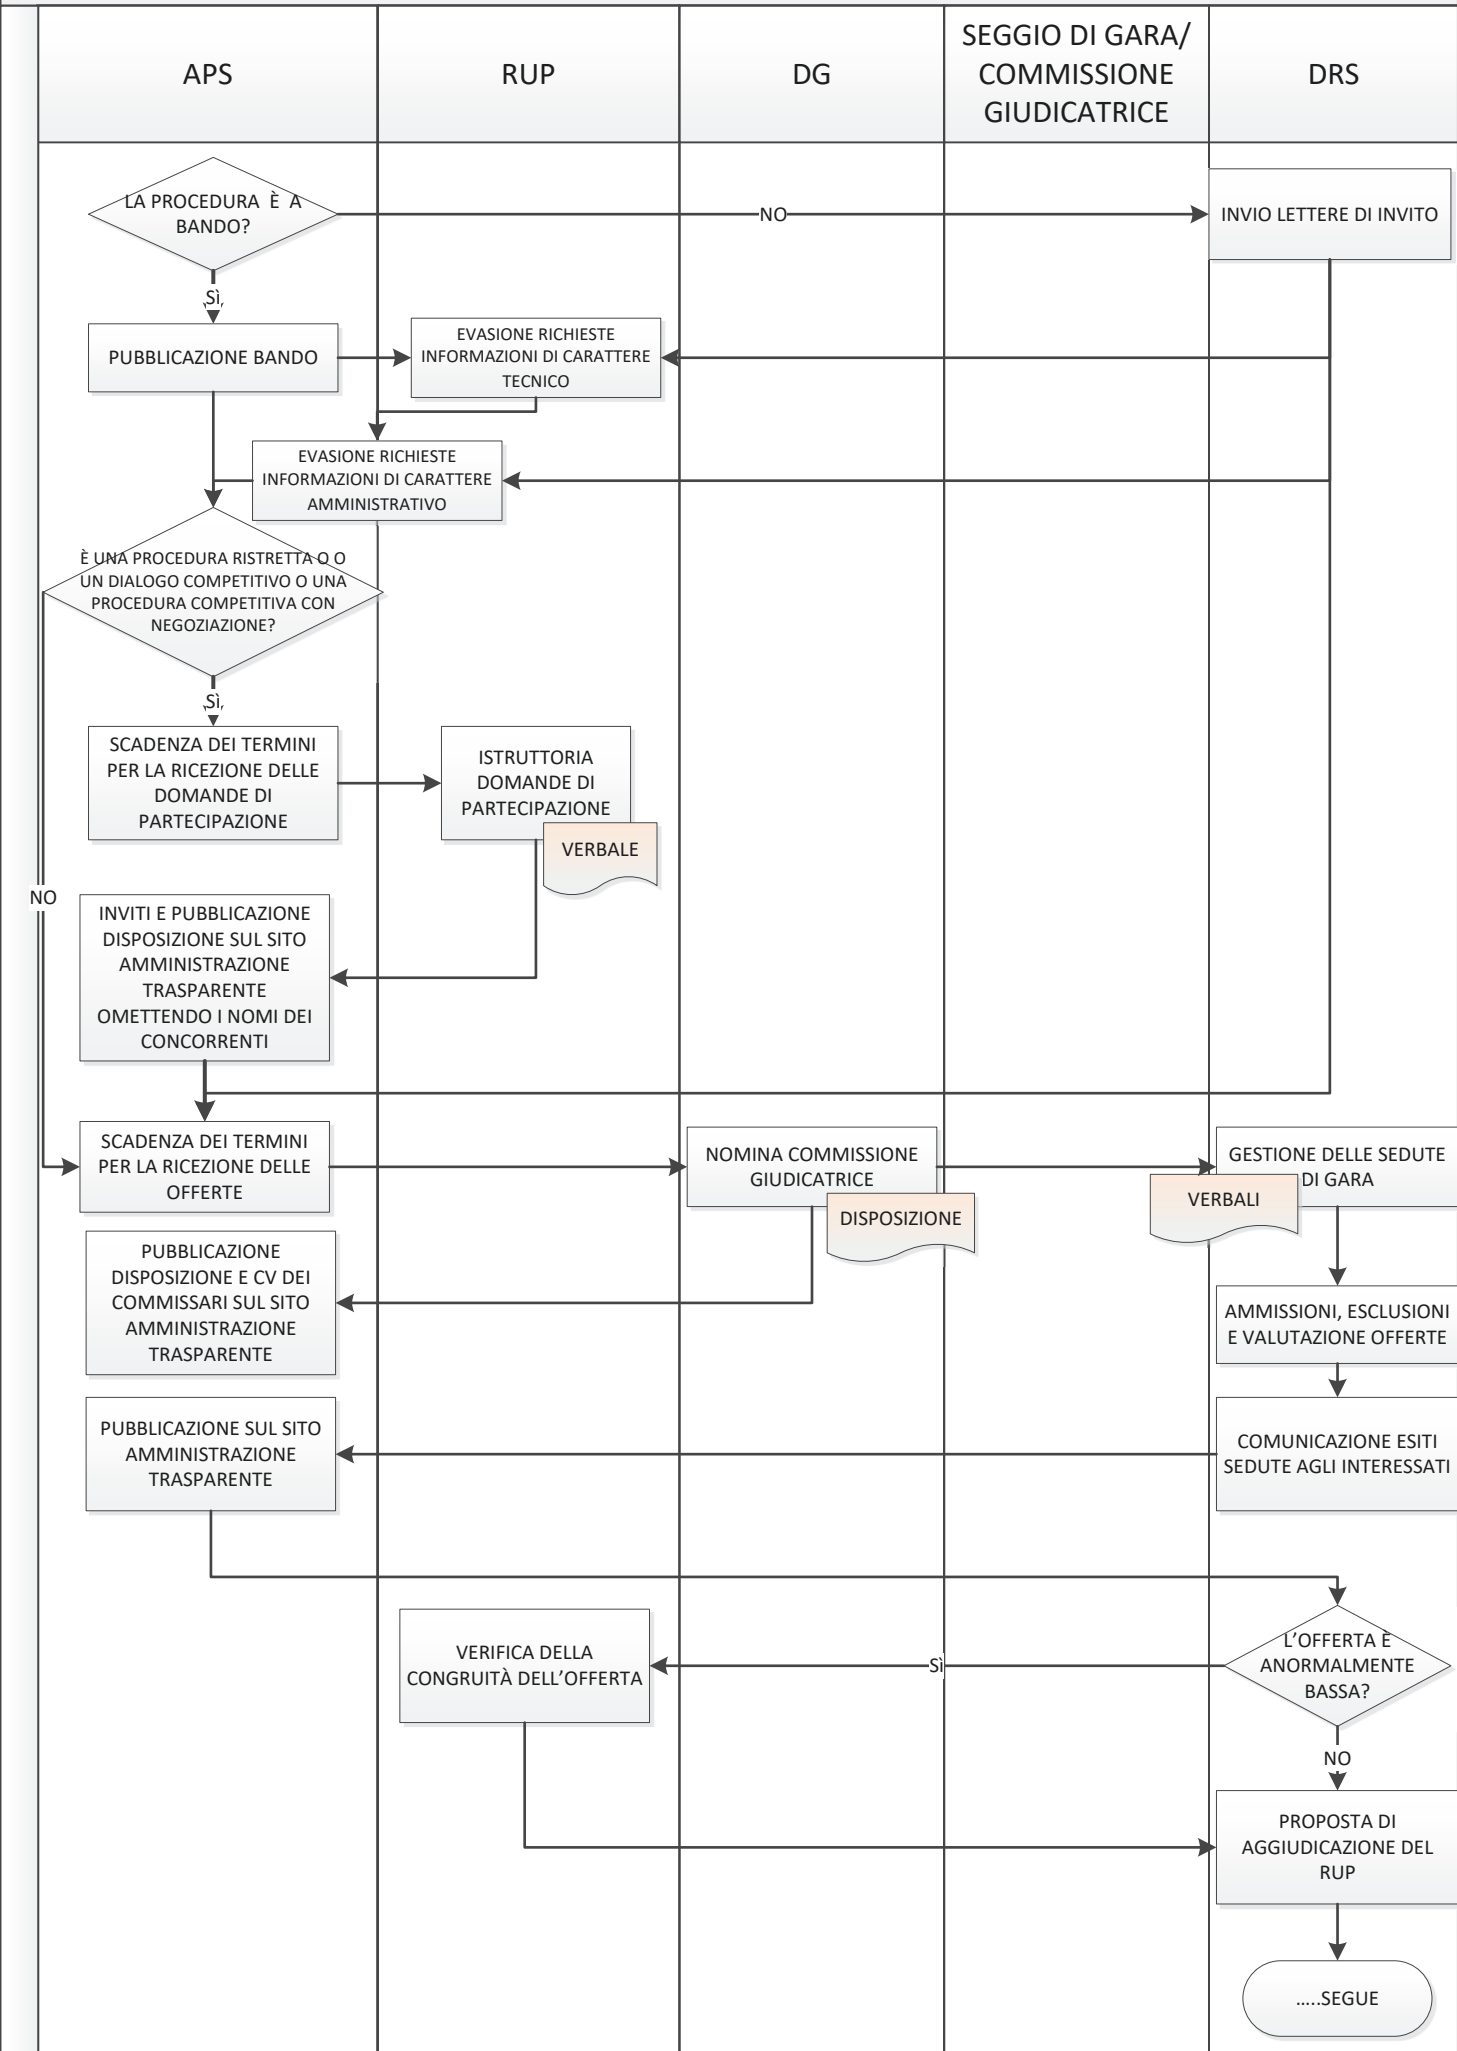 APS
RUP
DG
SEGGIO DI GARA/
COMMISSIONE
GIUDICATRICE
DRS
LA PROCEDURA È A
BANDO?
NO
INVIO LETTERE DI INVITO
Sì
PUBBLICAZIONE BANDO
EVASIONE RICHIESTE
INFORMAZIONI DI CARATTERE
TECNICO
EVASIONE RICHIESTE
INFORMAZIONI DI CARATTERE
AMMINISTRATIVO
È UNA PROCEDURA RISTRETTA O O
UN DIALOGO COMPETITIVO O UNA
PROCEDURA COMPETITIVA CON
NEGOZIAZIONE?
Sì
SCADENZA DEI TERMINI
PER LA RICEZIONE DELLE
DOMANDE DI
PARTECIPAZIONE
ISTRUTTORIA
DOMANDE DI
PARTECIPAZIONE
VERBALE
NO
INVITI E PUBBLICAZIONE
DISPOSIZIONE SUL SITO
AMMINISTRAZIONE
TRASPARENTE
OMETTENDO I NOMI DEI
CONCORRENTI
SCADENZA DEI TERMINI
PER LA RICEZIONE DELLE
OFFERTE
NOMINA COMMISSIONE
GIUDICATRICE
DISPOSIZIONE
GESTIONE DELLE SEDUTE
DI GARA
VERBALI
PUBBLICAZIONE
DISPOSIZIONE E CV DEI
COMMISSARI SUL SITO
AMMINISTRAZIONE
TRASPARENTE
AMMISSIONI, ESCLUSIONI
E VALUTAZIONE OFFERTE
PUBBLICAZIONE SUL SITO
AMMINISTRAZIONE
TRASPARENTE
COMUNICAZIONE ESITI
SEDUTE AGLI INTERESSATI
VERIFICA DELLA
CONGRUITÀ DELL’OFFERTA
Sì
L’OFFERTA È
ANORMALMENTE
BASSA?
NO
PROPOSTA DI
AGGIUDICAZIONE DEL
RUP
…..SEGUE